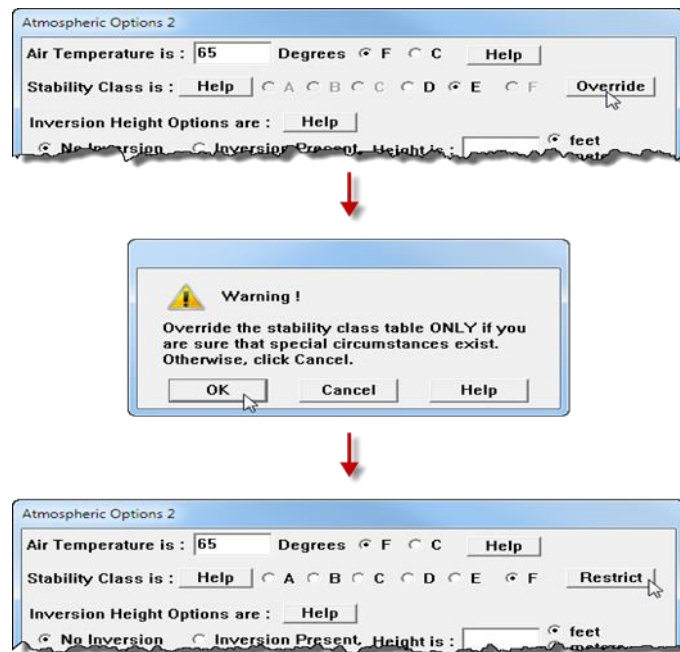 Atmospheric Options 2
Air Temperature is : 65 Degrees F C Help
Stability Class is : Help A B C D E F Override
Inversion Height Options are : Help
No Inversion Inversion Present, Height is : feet
Warning !
Override the stability class table ONLY if you
are sure that special circumstances exist.
Otherwise, click Cancel.
OK Cancel Help
Atmospheric Options 2
Air Temperature is : 65 Degrees F C Help
Stability Class is : Help A B C D E F Restrict
Inversion Height Options are : Help
No Inversion Inversion Present, Height is : feet
meters